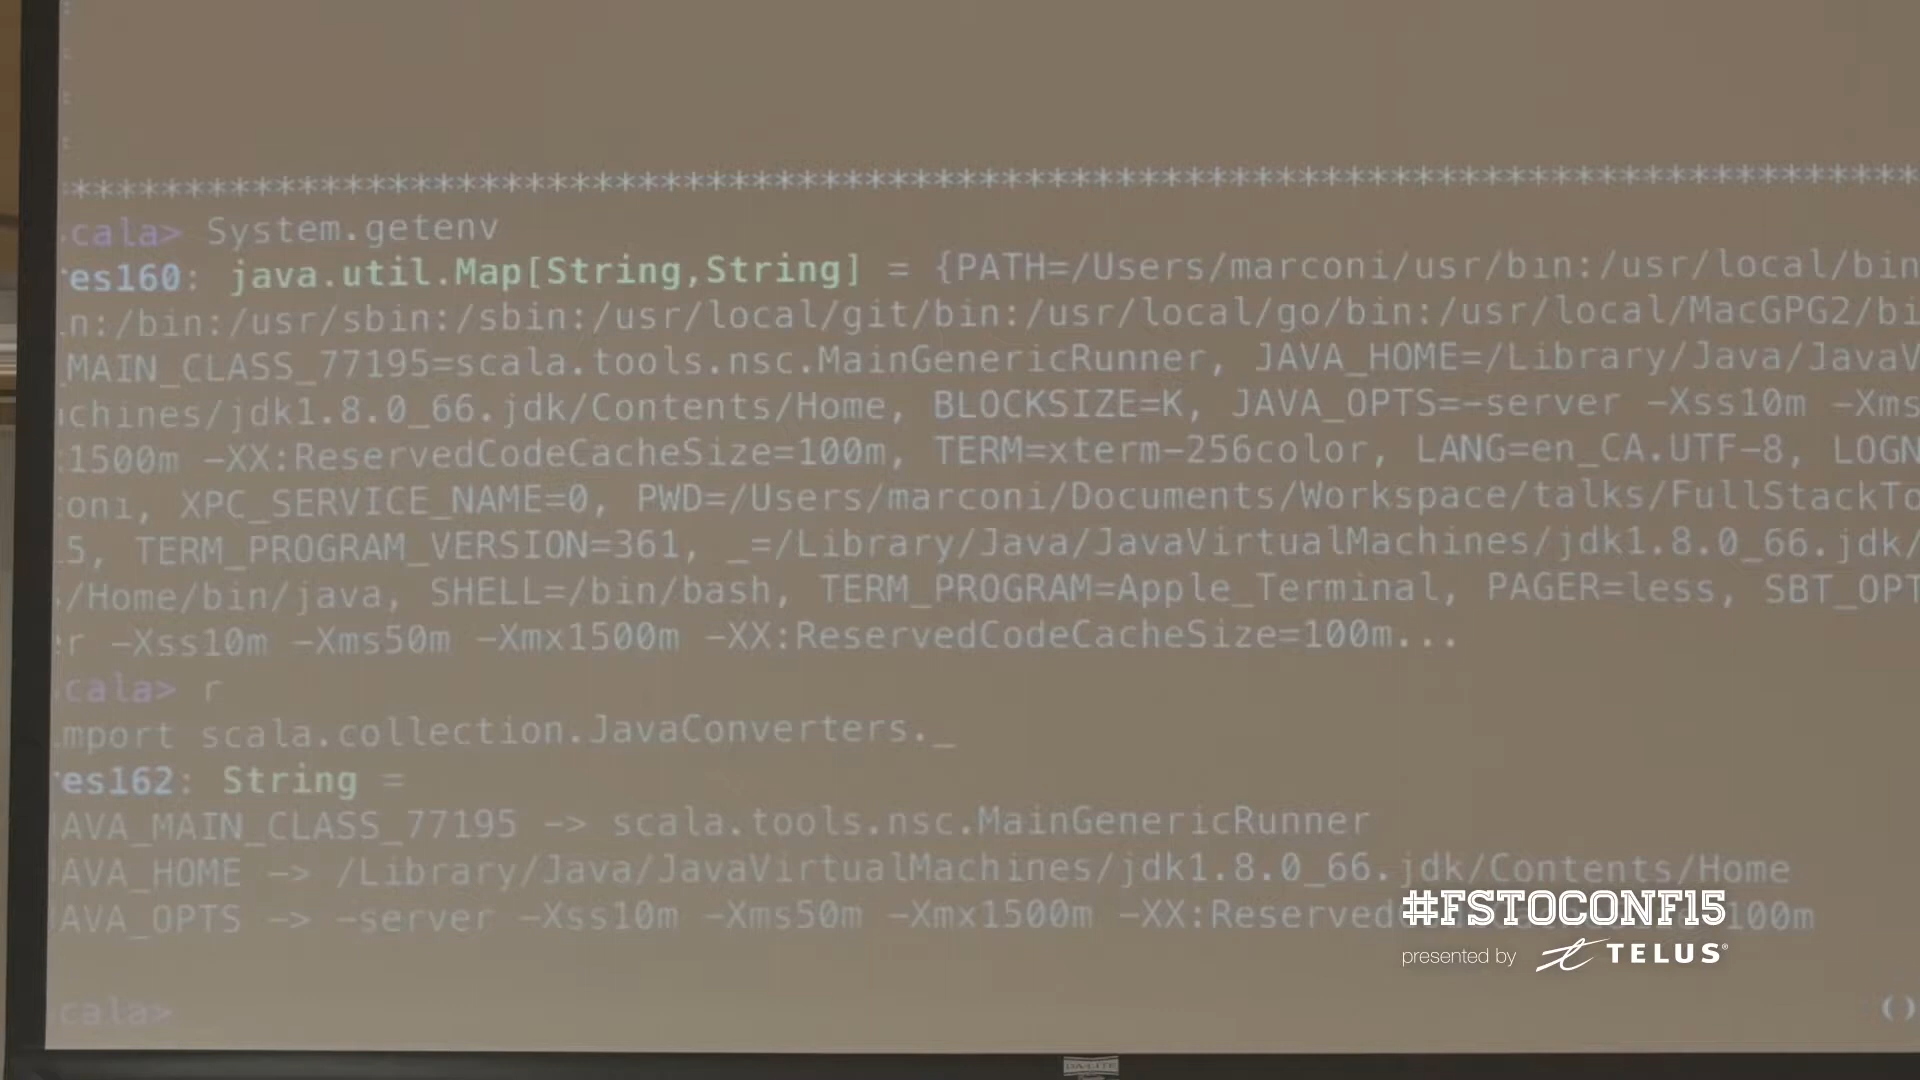 ****************************************************************************************
cala> System.getenv
es160: java.util.Map[String,String] = {PATH=/Users/marconi/usr/bin:/usr/local/bin
n:/bin:/usr/sbin:/sbin:/usr/local/git/bin:/usr/local/go/bin:/usr/local/MacGPG2/bi
_MAIN_CLASS_77195=scala.tools.nsc.MainGenericRunner, JAVA_HOME=/Library/Java/JavaV
chines/jdk1.8.0_66.jdk/Contents/Home, BLOCKSIZE=K, JAVA_OPTS=-server -Xss10m -Xms
1500m -XX:ReservedCodeCacheSize=100m, TERM=xterm-256color, LANG=en_CA.UTF-8, LOGN
oni, XPC_SERVICE_NAME=0, PWD=/Users/marconi/Documents/Workspace/talks/FullStackTo
5, TERM_PROGRAM_VERSION=361, _=/Library/Java/JavaVirtualMachines/jdk1.8.0_66.jdk/
/Home/bin/java, SHELL=/bin/bash, TERM_PROGRAM=Apple_Terminal, PAGER=less, SBT_OPT
r -Xss10m -Xms50m -Xmx1500m -XX:ReservedCodeCacheSize=100m...
cala> r
mport scala.collection.JavaConverters._
es162: String =
AVA_MAIN_CLASS_77195 -> scala.tools.nsc.MainGenericRunner
AVA_HOME -> /Library/Java/JavaVirtualMachines/jdk1.8.0_66.jdk/Contents/Home
AVA_OPTS -> -server -Xss10m -Xms50m -Xmx1500m -XX:Reserved 100m
cala>
()
#FSTOCONF15
presented by TELUS®
DA-LITE